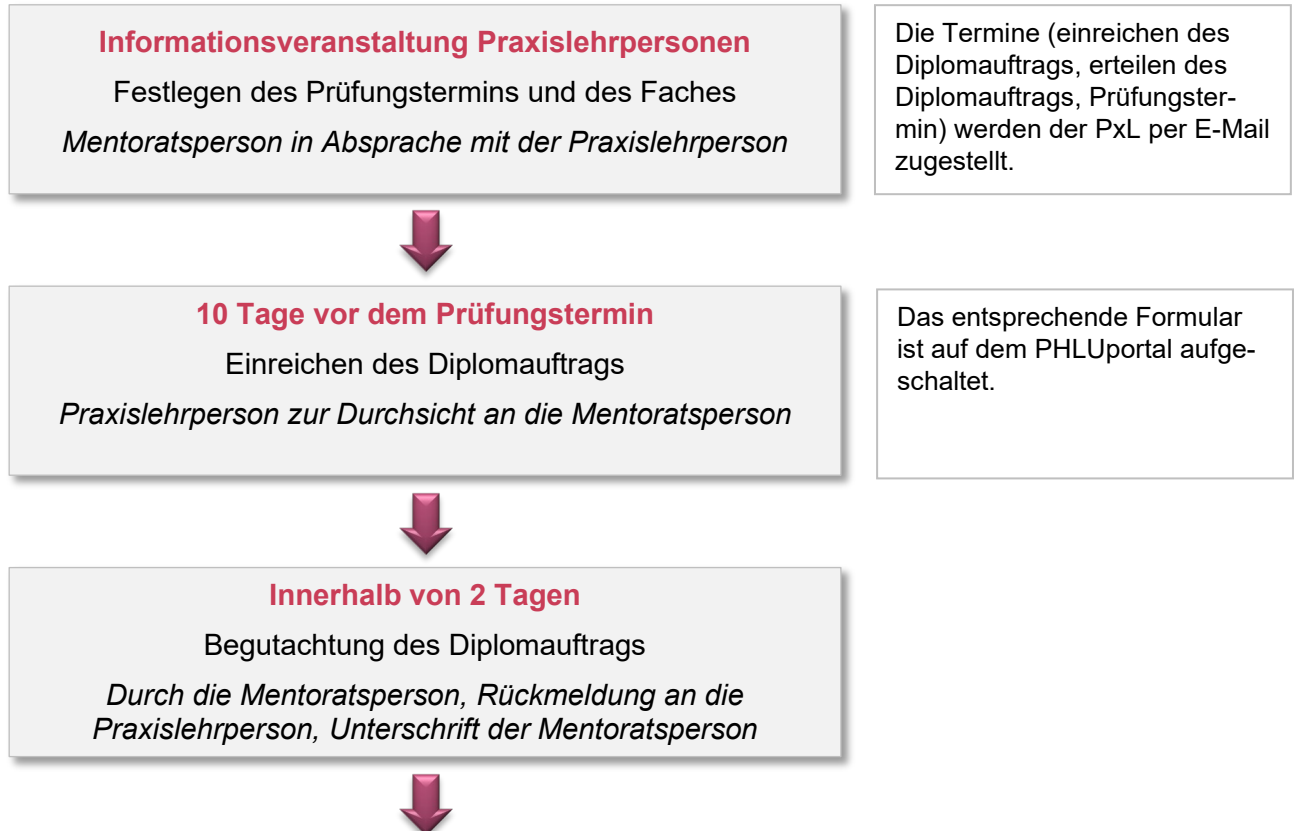 Informationsveranstaltung Praxislehrpersonen
Festlegen des Prüfungstermins und des Faches
Mentoratsperson in Absprache mit der Praxislehrperson
Die Termine (einreichen des
Diplomauftrags, erteilen des
Diplomauftrags, Prüfungster-
min) werden der PxL per E-Mail
zugestellt.
10 Tage vor dem Prüfungstermin
Einreichen des Diplomauftrags
Praxislehrperson zur Durchsicht an die Mentoratsperson
Das entsprechende Formular
ist auf dem PHLUportal aufge-
schaltet.
Innerhalb von 2 Tagen
Begutachtung des Diplomauftrags
Durch die Mentoratsperson, Rückmeldung an die
Praxislehrperson, Unterschrift der Mentoratsperson